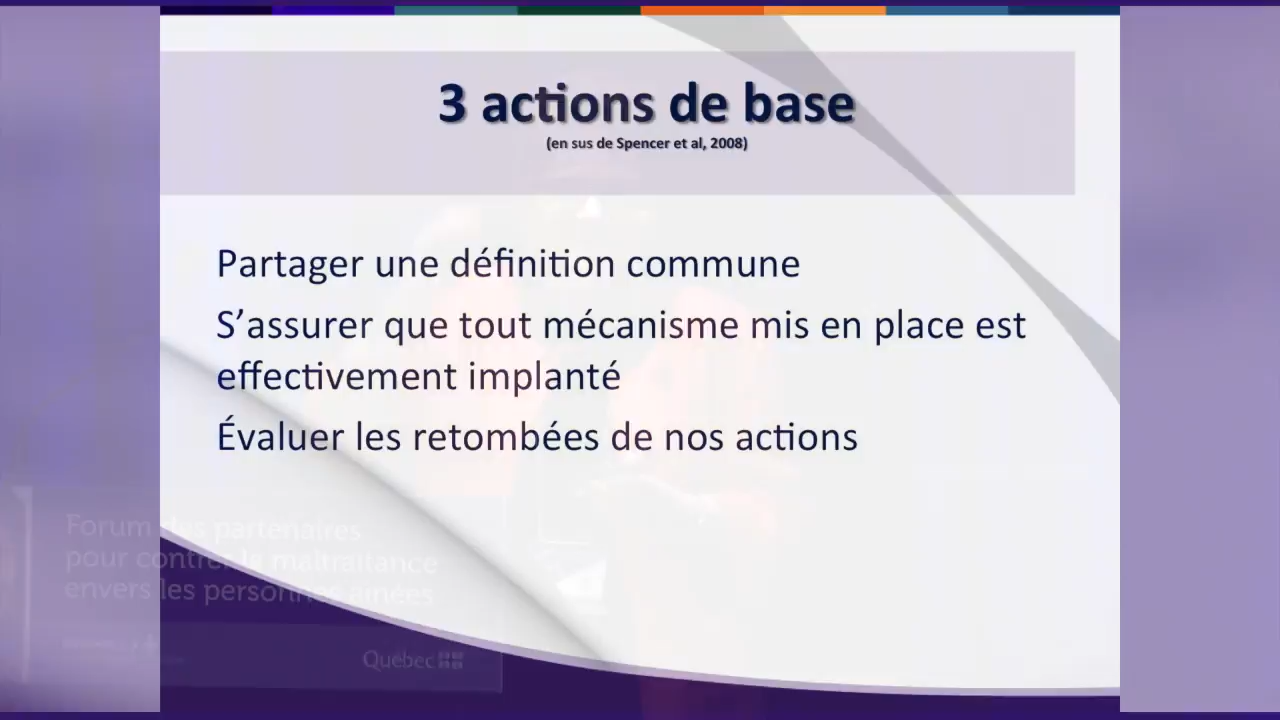 3 actions de base
(en sus de Spencer et al, 2008)
Partager une définition commune
S’assurer que tout mécanisme mis en place est
effectivement implanté
Évaluer les retombées de nos actions
Forum des partenaires
pour contrer la maltraitance
envers les personnes aînées
Québec